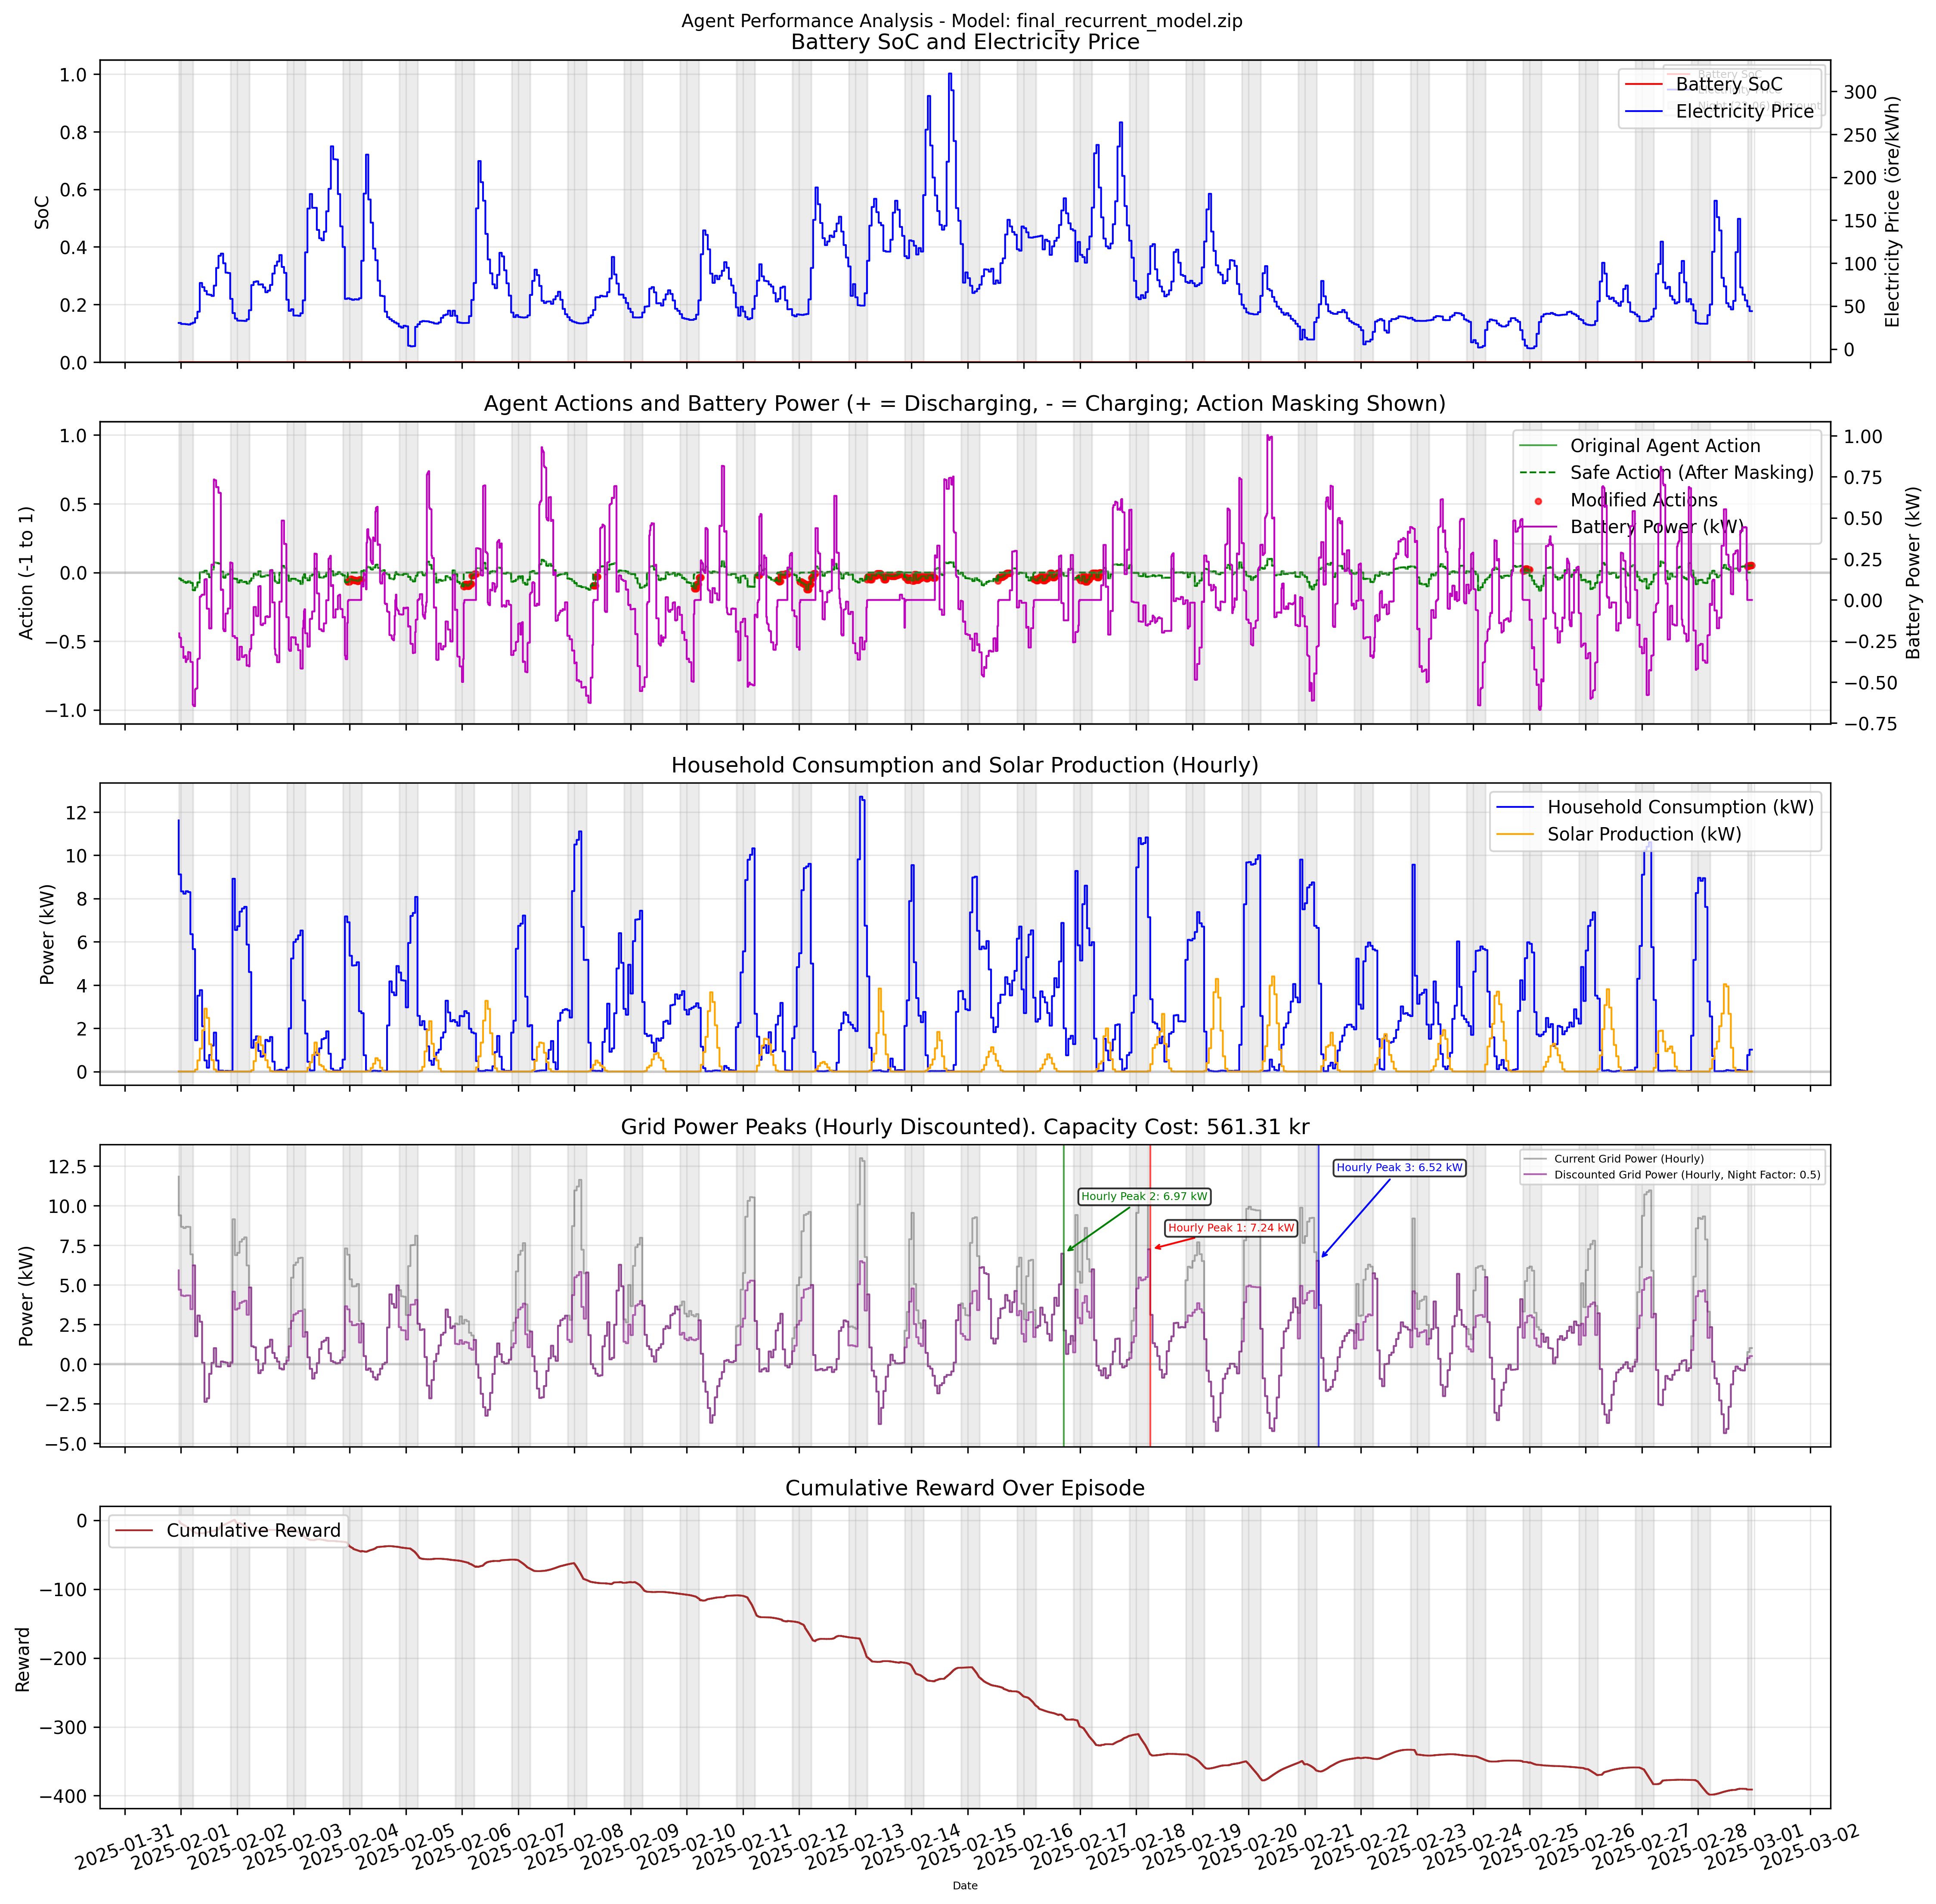 Agent Performance Analysis - Model: final_recurrent_model.zip
Battery SoC and Electricity Price
1.0
0.8
0.6
0.4
0.2
0.0
SoC
300
250
200
150
100
50
0
Electricity Price (öre/kWh)
Battery SoC
Electricity Price
Agent Actions and Battery Power (+ = Discharging, - = Charging; Action Masking Shown)
1.0
0.5
0.0
−0.5
−1.0
Action (-1 to 1)
1.00
0.75
0.50
0.25
0.00
−0.25
−0.50
−0.75
Battery Power (kW)
Original Agent Action
Safe Action (After Masking)
Modified Actions
Battery Power (kW)
Household Consumption and Solar Production (Hourly)
12
10
8
6
4
2
0
Power (kW)
Household Consumption (kW)
Solar Production (kW)
Grid Power Peaks (Hourly Discounted). Capacity Cost: 561.31 kr
12.5
10.0
7.5
5.0
2.5
0.0
−2.5
−5.0
Power (kW)
Hourly Peak 2: 6.97 kW
Hourly Peak 1: 7.24 kW
Hourly Peak 3: 6.52 kW
Current Grid Power (Hourly)
Discounted Grid Power (Hourly, Night Factor: 0.5)
Cumulative Reward Over Episode
0
−100
−200
−300
−400
Reward
Cumulative Reward
2025-01-31
2025-02-01
2025-02-02
2025-02-03
2025-02-04
2025-02-05
2025-02-06
2025-02-07
2025-02-08
2025-02-09
2025-02-10
2025-02-11
2025-02-12
2025-02-13
2025-02-14
2025-02-15
2025-02-16
2025-02-17
2025-02-18
2025-02-19
2025-02-20
2025-02-21
2025-02-22
2025-02-23
2025-02-24
2025-02-25
2025-02-26
2025-02-27
2025-02-28
2025-03-01
2025-03-02
Date